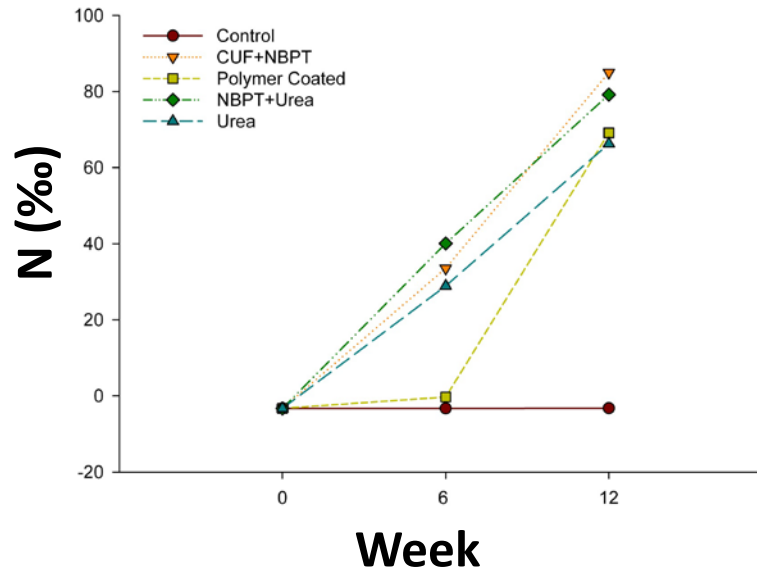 100
80
60
40
20
0
-20
N (‰)
Control
CUF+NBPT
Polymer Coated
NBPT+Urea
Urea
0 6 12
Week